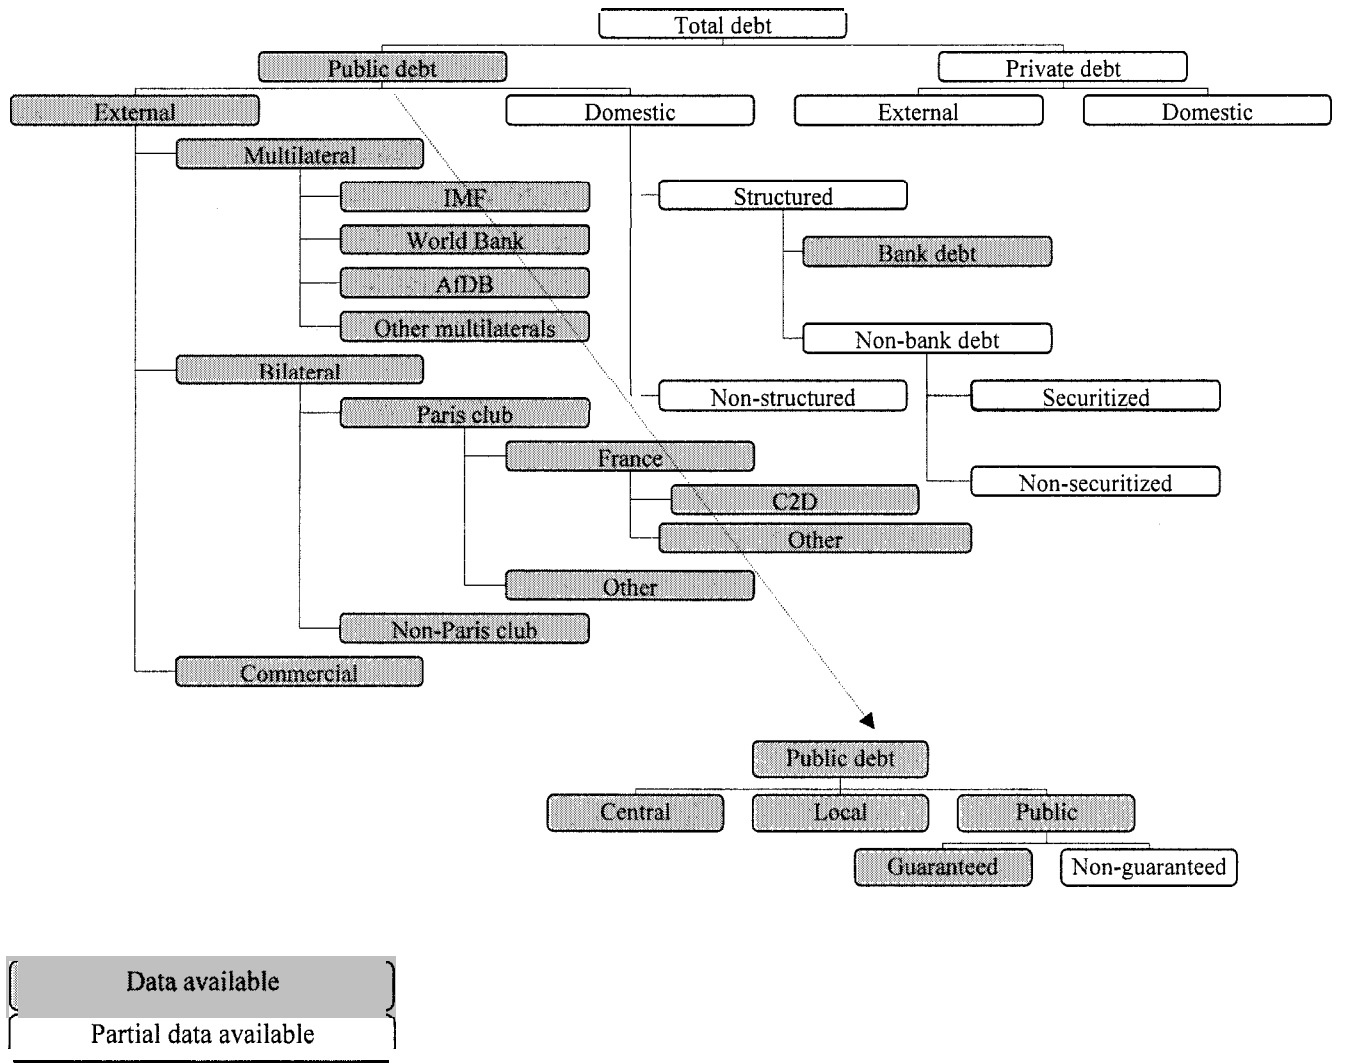 Total debt
Public debt
Private debt
External
Domestic
External
Domestic
Multilateral
IMF
Structured
World Bank
Bank debt
AfDB
Other multilaterals
Non-bank debt
Bilateral
Paris club
Non-structured
Securitized
France
Non-securitized
C2D
Other
Other
Non-Paris club
Commercial
Public debt
Central
Local
Public
Guaranteed
Non-guaranteed
Data available
Partial data available